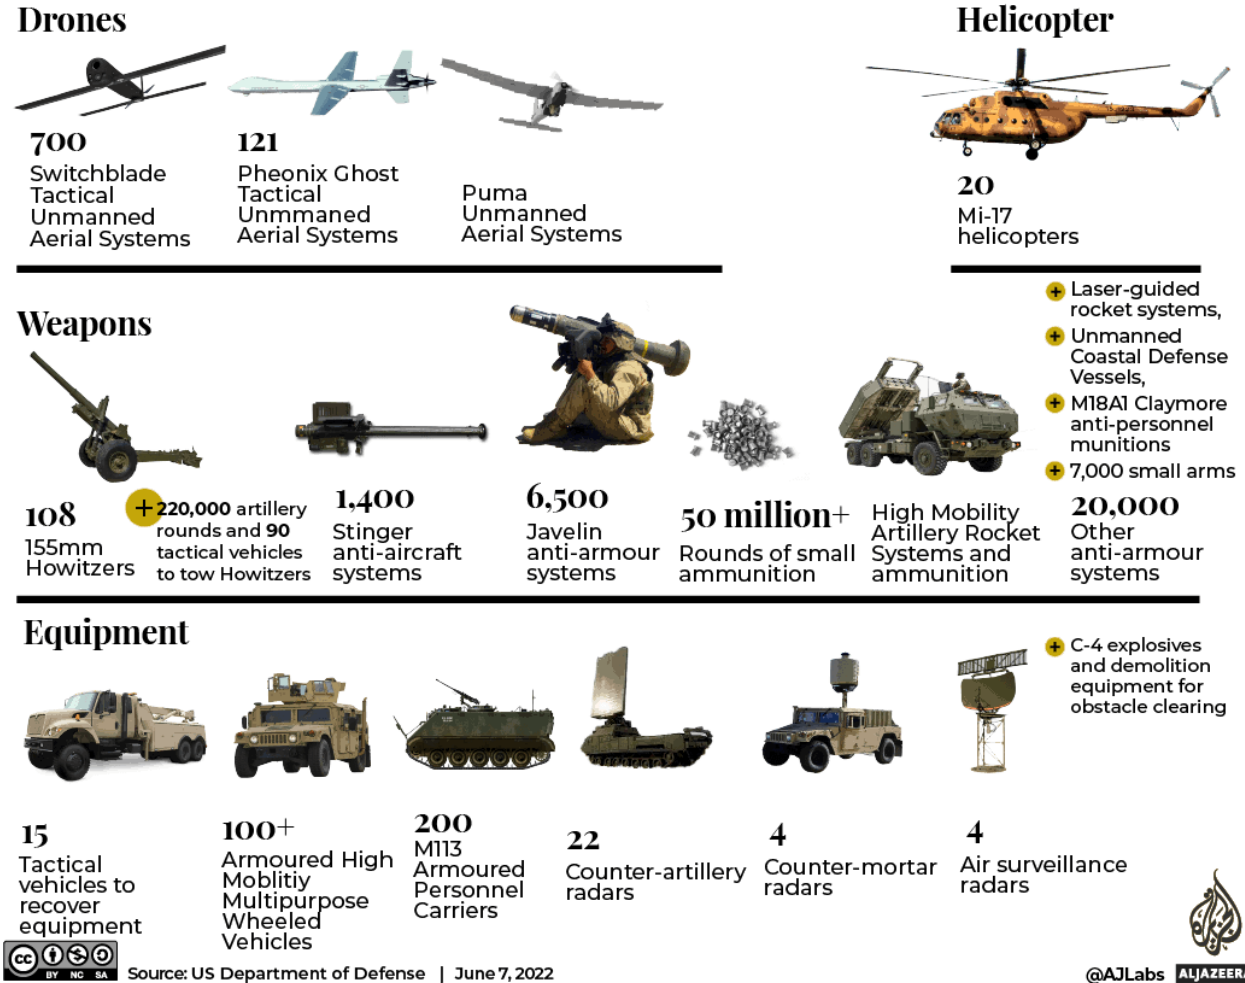 Drones
700
Switchblade
Tactical
Unmanned
Aerial Systems
121
Pheonix Ghost
Tactical
Unmmaned
Aerial Systems
Puma
Unmanned
Aerial Systems
Helicopter
20
Mi-17
helicopters
Weapons
108
155mm
Howitzers
+ 220,000 artillery
rounds and 90
tactical vehicles
to tow Howitzers
1,400
Stinger
anti-aircraft
systems
6,500
Javelin
anti-armour
systems
50 million+
Rounds of small
ammunition
High Mobility
Artillery Rocket
Systems and
ammunition
+ Laser-guided
rocket systems,
+ Unmanned
Coastal Defense
Vessels,
+ M18A1 Claymore
anti-personnel
munitions
+ 7,000 small arms
20,000
Other
anti-armour
systems
Equipment
15
Tactical
vehicles to
recover
equipment
100+
Armoured High
Moblitiy
Multipurpose
Wheeled
Vehicles
200
M113
Armoured
Personnel
Carriers
22
Counter-artillery
radars
4
Counter-mortar
radars
4
Air surveillance
radars
+ C-4 explosives
and demolition
equipment for
obstacle clearing
cc BY NC SA
Source: US Department of Defense | June 7, 2022
@AJLabs
الجزيرة
ALJAZEERA